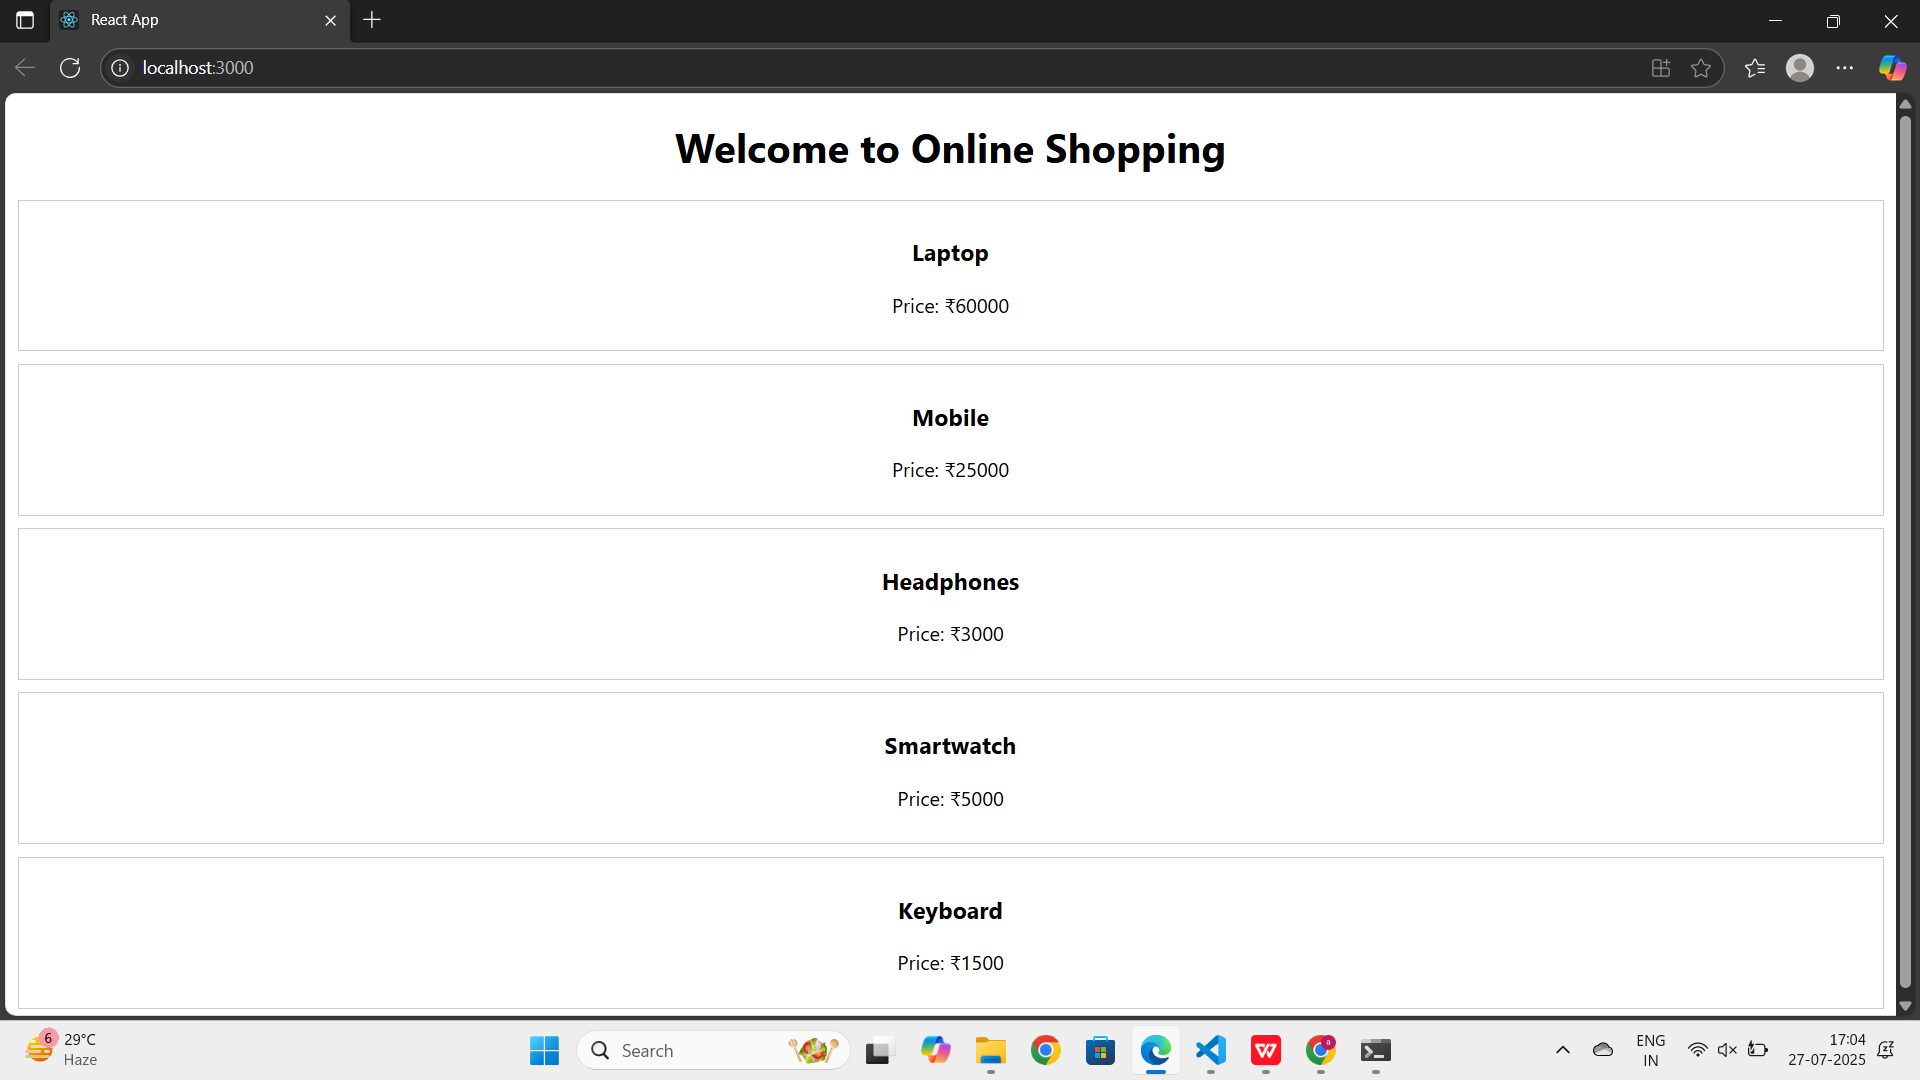 React App
localhost:3000
Welcome to Online Shopping
Laptop
Price: ₹60000
Mobile
Price: ₹25000
Headphones
Price: ₹3000
Smartwatch
Price: ₹5000
Keyboard
Price: ₹1500
6
29°C
Haze
Search
W
a
ENG
IN
17:04
27-07-2025